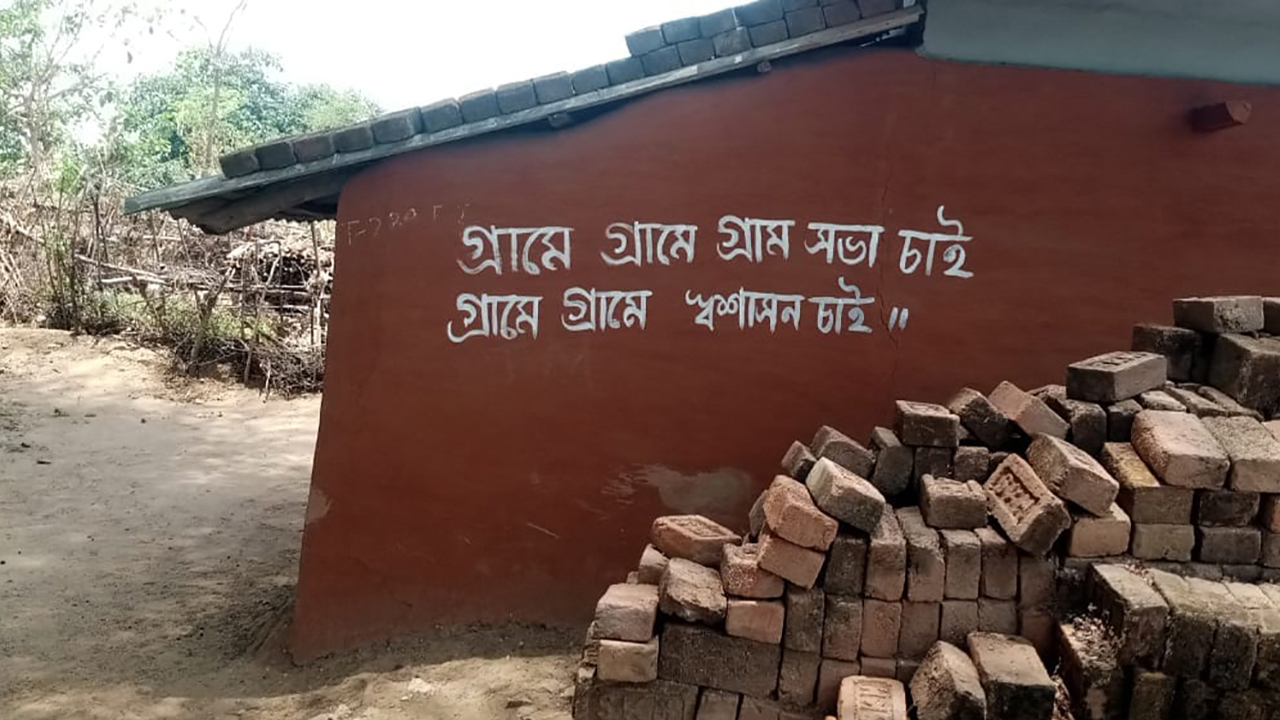 গ্রামে গ্রামে গ্রাম সভা চাই
গ্রামে গ্রামে স্বশাসন চাই ॥